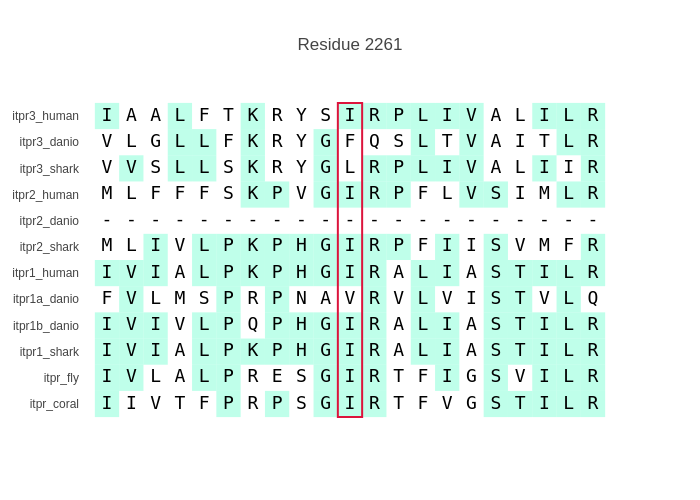 Residue 2261
itpr3_human I A A L F T K R Y S I R P L I V A L I L R
itpr3_danio V L G L L F K R Y G F Q S L T V A I T L R
itpr3_shark V V S L L S K R Y G L R P L I V A L I I R
itpr2_human M L F F F S K P V G I R P F L V S I M L R
itpr2_danio - - - - - - - - - - - - - - - - - - - - -
itpr2_shark M L I V L P K P H G I R P F I I S V M F R
itpr1_human I V I A L P K P H G I R A L I A S T I L R
itpr1a_danio F V L M S P R P N A V R V L V I S T V L Q
itpr1b_danio I V I V L P Q P H G I R A L I A S T I L R
itpr1_shark I V I A L P K P H G I R A L I A S T I L R
itpr_fly I V L A L P R E S G I R T F I G S V I L R
itpr_coral I I V T F P R P S G I R T F V G S T I L R